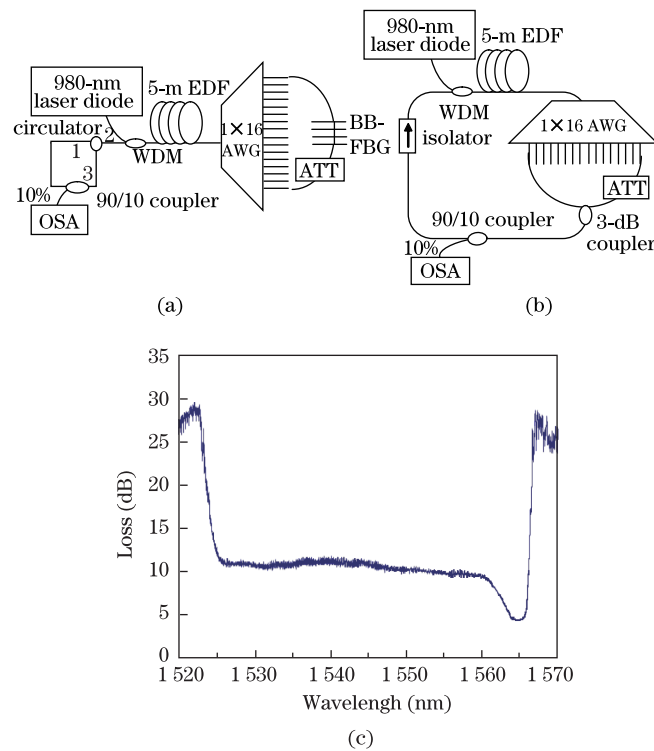 980-nm
laser diode
5-m EDF
circulator
1
2
3
WDM
1×16
AWG
BB-
FBG
ATT
10%
OSA
90/10 coupler
(a)
980-nm
laser diode
5-m EDF
WDM
isolator
1×16 AWG
ATT
3-dB
coupler
90/10 coupler
10%
OSA
(b)
35
30
25
20
15
10
5
0
Loss (dB)
1 520
1 530
1 540
1 550
1 560
1 570
Wavelengh (nm)
(c)